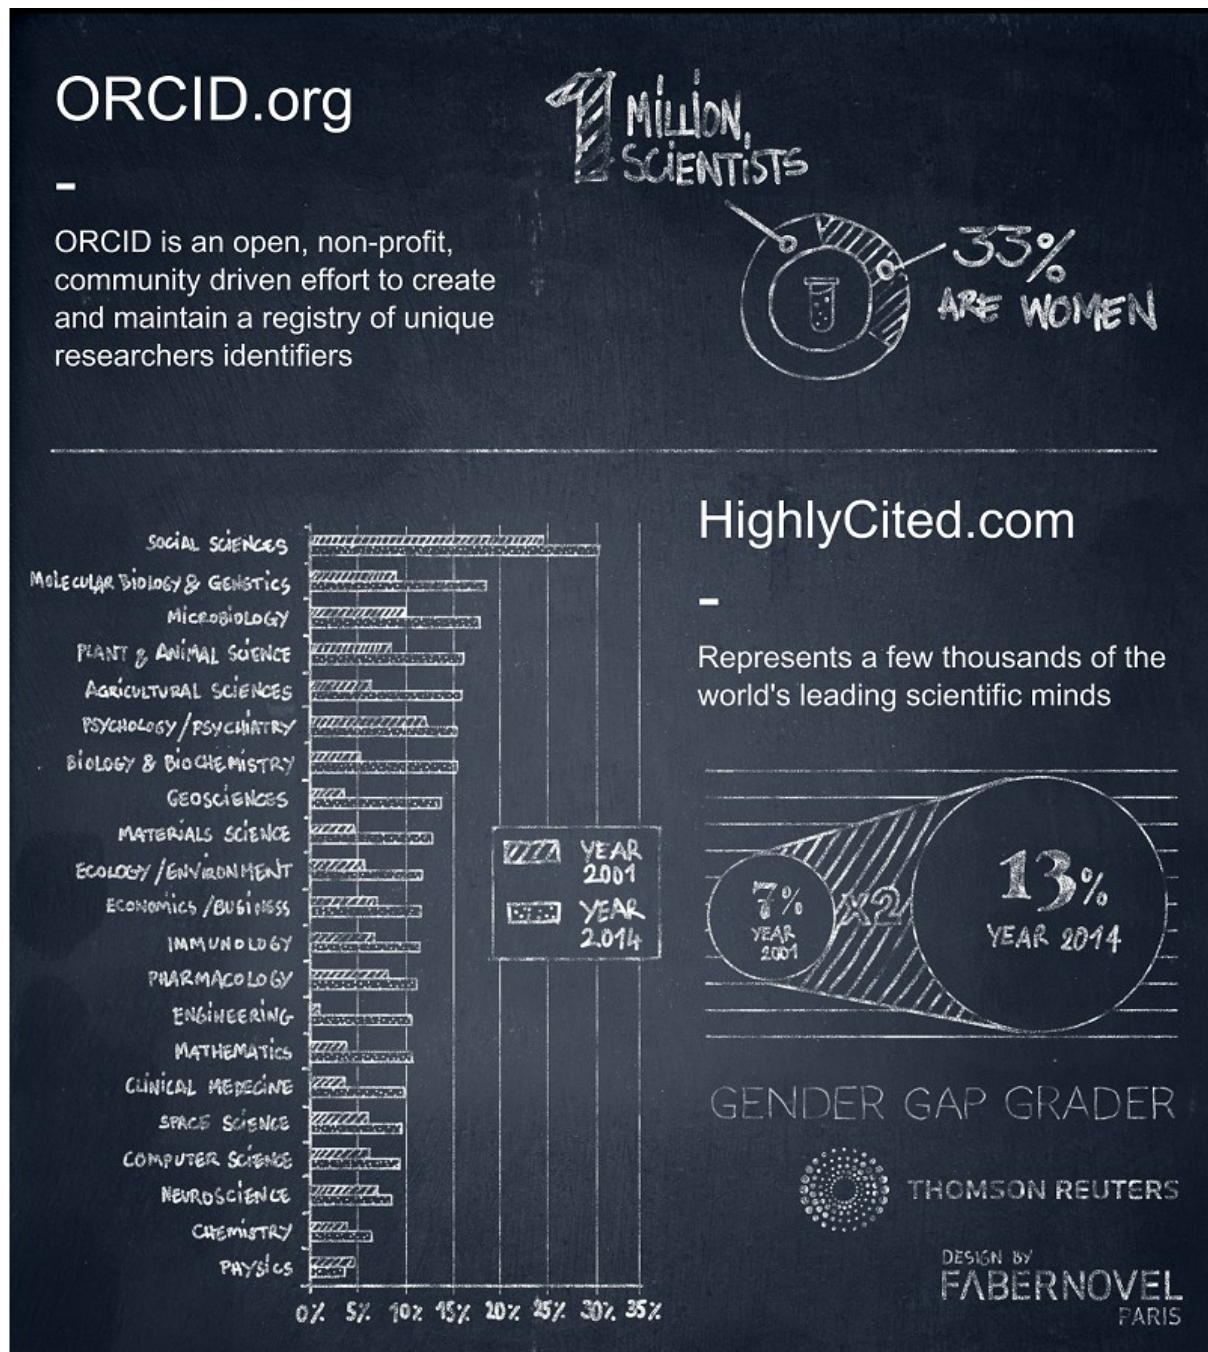 ORCID.org
-
ORCID is an open, non-profit,
community driven effort to create
and maintain a registry of unique
researchers identifiers
1 MILLION
SCIENTISTS
33%
ARE WOMEN
SOCIAL SCIENCES
MOLECULAR BIOLOGY & GENETICS
MICROBIOLOGY
PLANT & ANIMAL SCIENCE
AGRICULTURAL SCIENCES
PSYCHOLOGY/PSYCHIATRY
BIOLOGY & BIOCHEMISTRY
GEOSCIENCES
MATERIALS SCIENCE
ECOLOGY/ENVIRONMENT
ECONOMICS/BUSINESS
IMMUNOLOGY
PHARMACOLOGY
ENGINEERING
MATHEMATICS
CLINICAL MEDECINE
SPACE SCIENCE
COMPUTER SCIENCE
NEUROSCIENCE
CHEMISTRY
PHYSICS
0% 5% 10% 15% 20% 25% 30% 35%
YEAR
2001
YEAR
2014
HighlyCited.com
-
Represents a few thousands of the
world's leading scientific minds
7%
YEAR
2001
X2
13%
YEAR 2014
GENDER GAP GRADER
THOMSON REUTERS
DESIGN BY
FABERNOVEL
PARIS